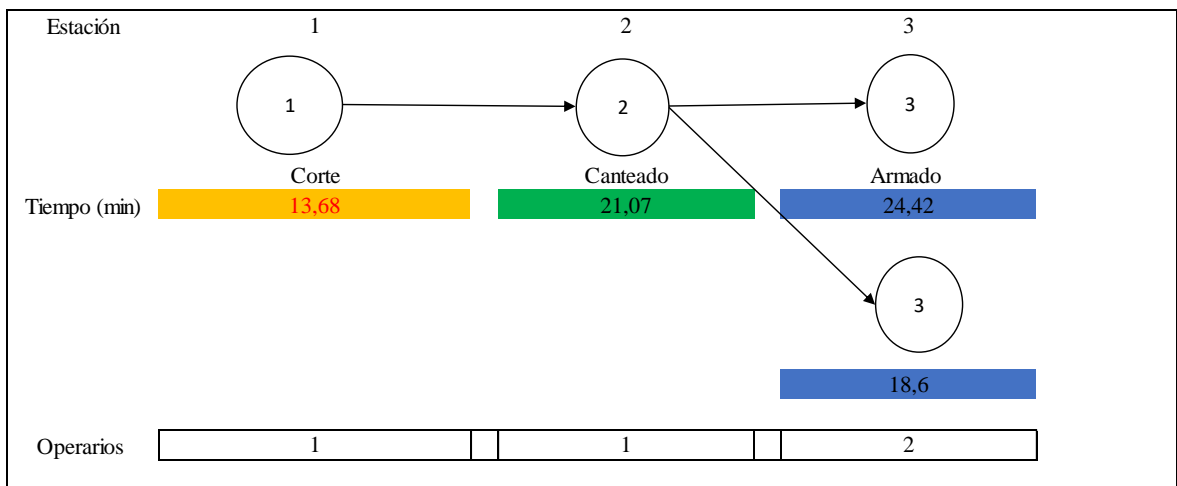 Estación 1 2 3
1 2 3
Corte Canteado Armado
Tiempo (min) 13,68 21,07 24,42
3
18,6
Operarios 1 1 2